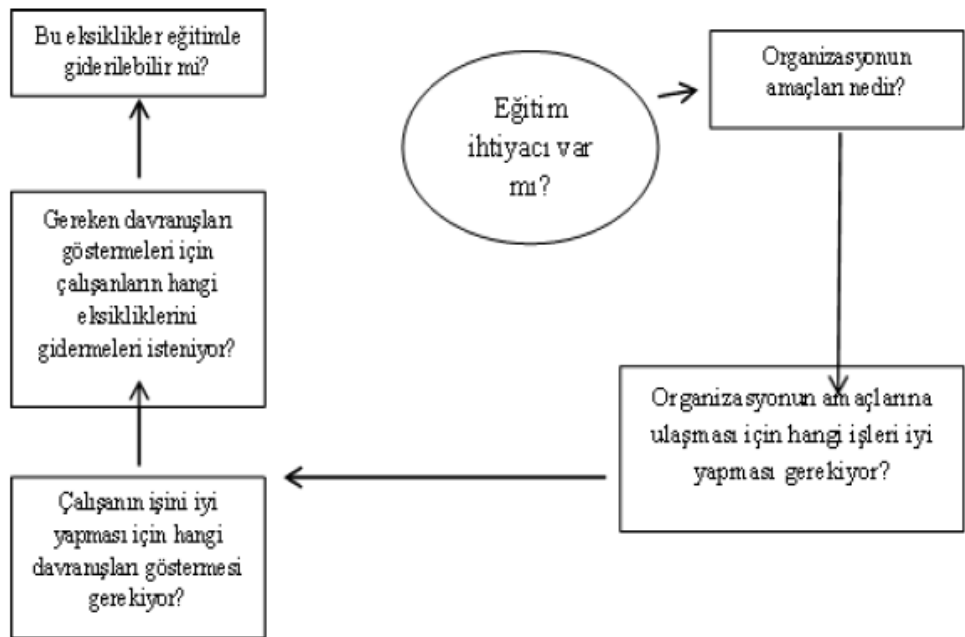 Bu eksiklikler eğitimle
giderilebilir mi?
Organizasyonun
amaçları nedir?
Eğitim
ihtiyacı var
mı?
Gereken davranışları
göstermeleri için
çalışanların hangi
eksikliklerini
gidermeleri isteniyor?
Organizasyonun amaçlarına
ulaşması için hangi işleri iyi
yapması gerekiyor?
Çalışanın işini iyi
yapması için hangi
davranışları göstermesi
gerekiyor?